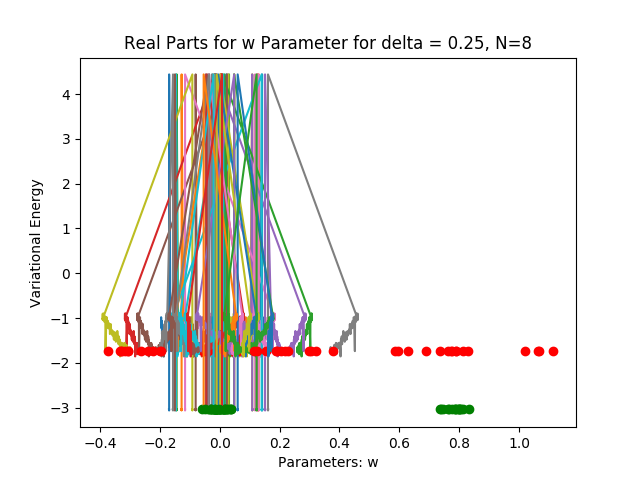 Real Parts for w Parameter for delta = 0.25, N=8
Variational Energy
4
3
2
1
0
−1
−2
−3
−0.4 −0.2 0.0 0.2 0.4 0.6 0.8 1.0
Parameters: w